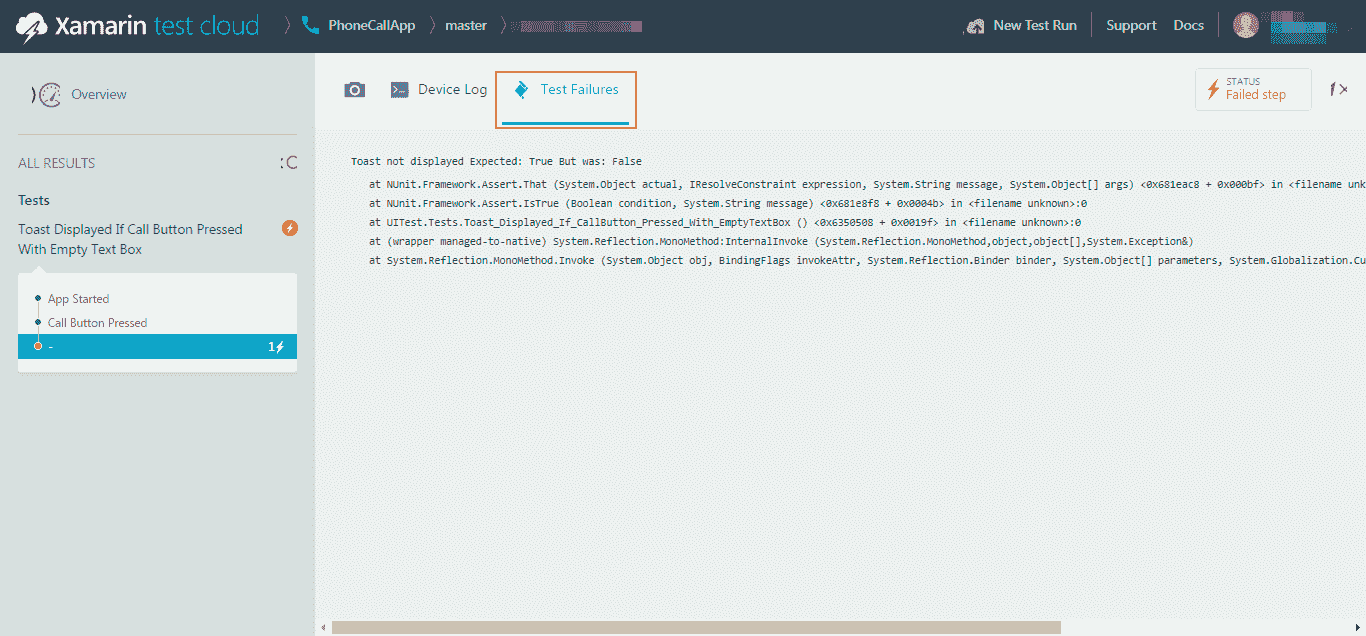 Xamarin test cloud PhoneCallApp master New Test Run Support Docs
Overview
Device Log Test Failures
STATUS
Failed step
ALL RESULTS
Tests
Toast Displayed If Call Button Pressed
With Empty Text Box
App Started
Call Button Pressed
- 1
Toast not displayed Expected: True But was: False
at NUnit.Framework.Assert.That (System.Object actual, IResolveConstraint expression, System.String message, System.Object[] args) <0x681eac8 + 0x000bf> in <filename unk
at NUnit.Framework.Assert.IsTrue (Boolean condition, System.String message) <0x681e8f8 + 0x0004b> in <filename unknown>:0
at UITest.Tests.Toast_Displayed_If_CallButton_Pressed_With_EmptyTextBox () <0x6350508 + 0x0019f> in <filename unknown>:0
at (wrapper managed-to-native) System.Reflection.MonoMethod:InternalInvoke (System.Reflection.MonoMethod,object,object[],System.Exception&)
at System.Reflection.MonoMethod.Invoke (System.Object obj, BindingFlags invokeAttr, System.Reflection.Binder binder, System.Object[] parameters, System.Globalization.Cu